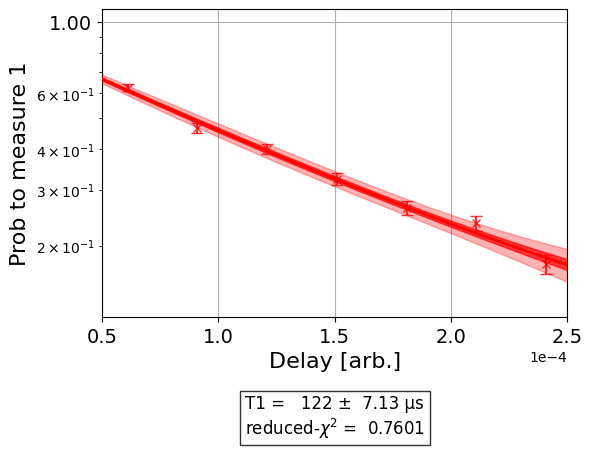 Prob to measure 1
1.00
6 × 10⁻¹
4 × 10⁻¹
3 × 10⁻¹
2 × 10⁻¹
0.5 1.0 1.5 2.0 2.5
Delay [arb.]
1e−4
T1 = 122 ± 7.13 μs
reduced-χ² = 0.7601